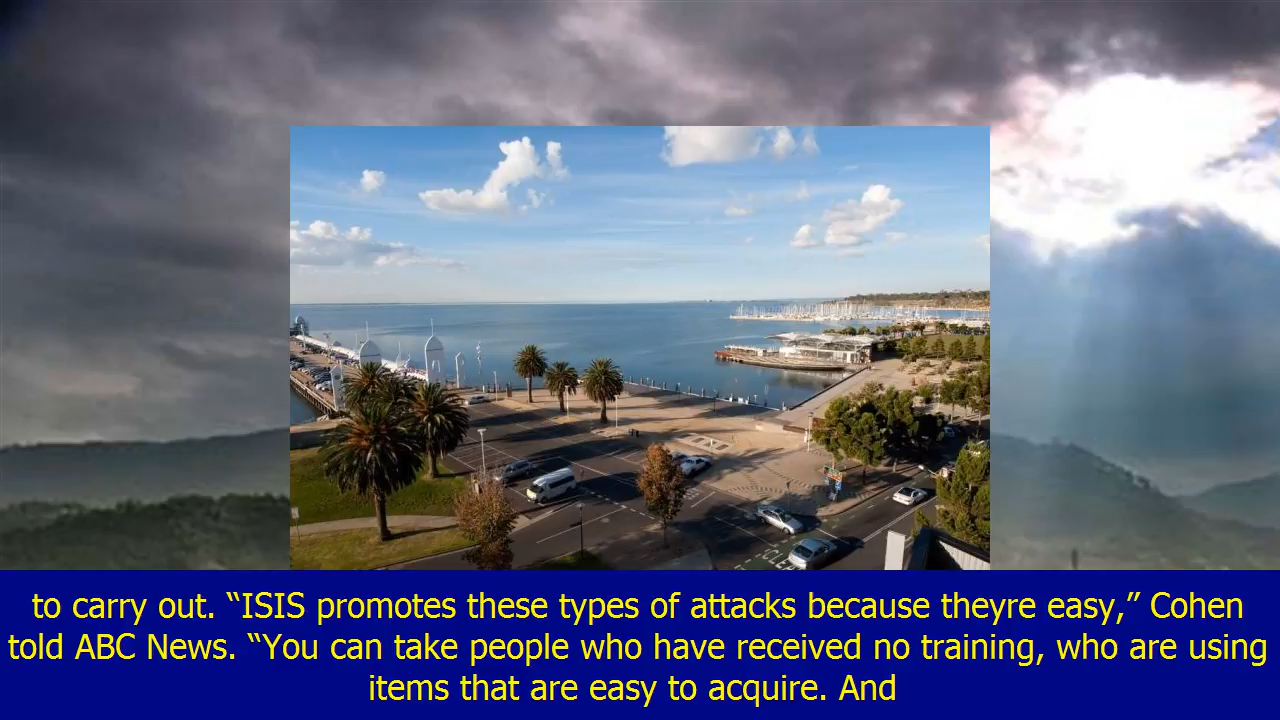 to carry out. “ISIS promotes these types of attacks because theyre easy,” Cohen
told ABC News. “You can take people who have received no training, who are using
items that are easy to acquire. And